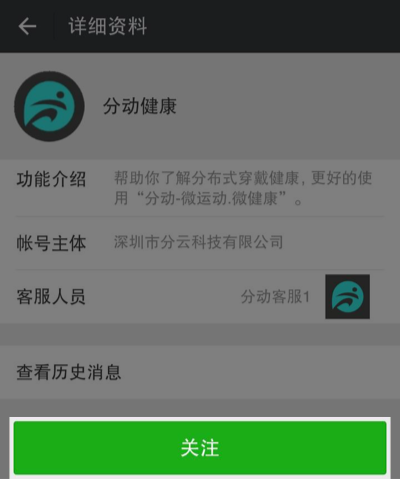 详细资料
分动健康
功能介绍 帮助你了解分布式穿戴健康，更好的使
用“分动-微运动.微健康”。
帐号主体 深圳市分云科技有限公司
客服人员 分动客服1
查看历史消息
关注